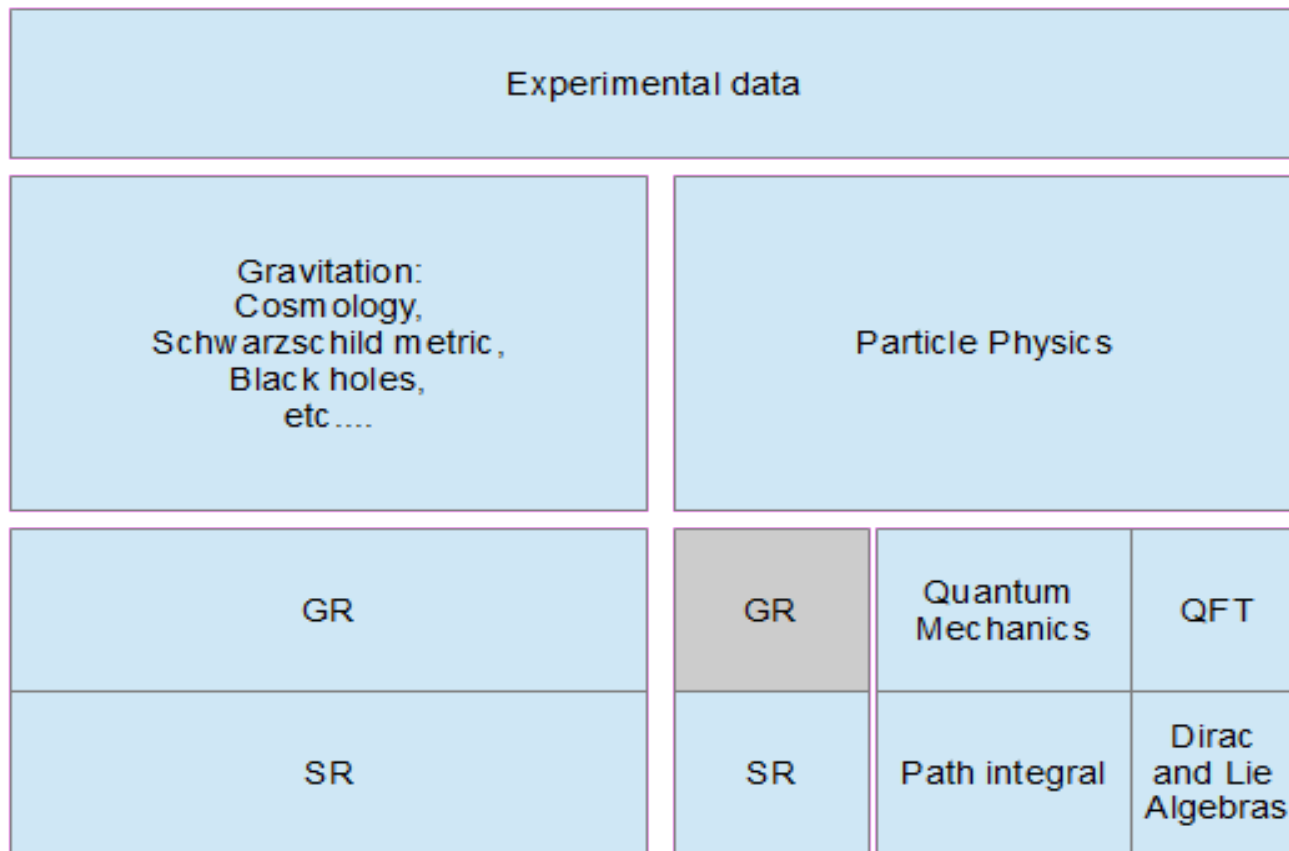 Experimental data
Gravitation:
Cosmology,
Schwarzschild metric,
Black holes,
etc....
Particle Physics
GR
GR
Quantum
Mechanics
QFT
SR
SR
Path integral
Dirac
and Lie
Algebras